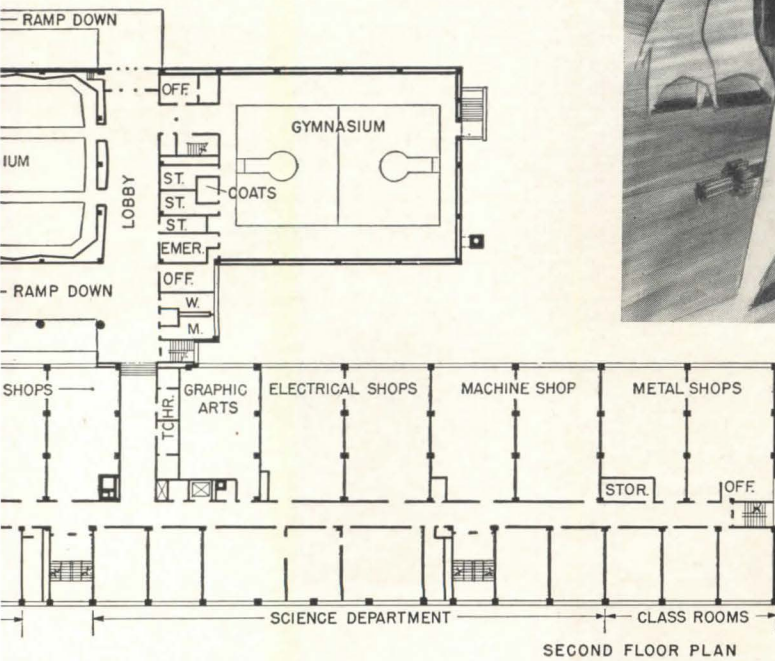 RAMP DOWN
OFF.
GYMNASIUM
IUM
LOBBY
ST.
COATS
ST.
ST.
EMER.
OFF.
RAMP DOWN
W.
M.
SHOPS
TCHR.
GRAPHIC
ARTS
ELECTRICAL SHOPS
MACHINE SHOP
METAL SHOPS
STOR.
OFF.
SCIENCE DEPARTMENT
CLASS ROOMS
SECOND FLOOR PLAN